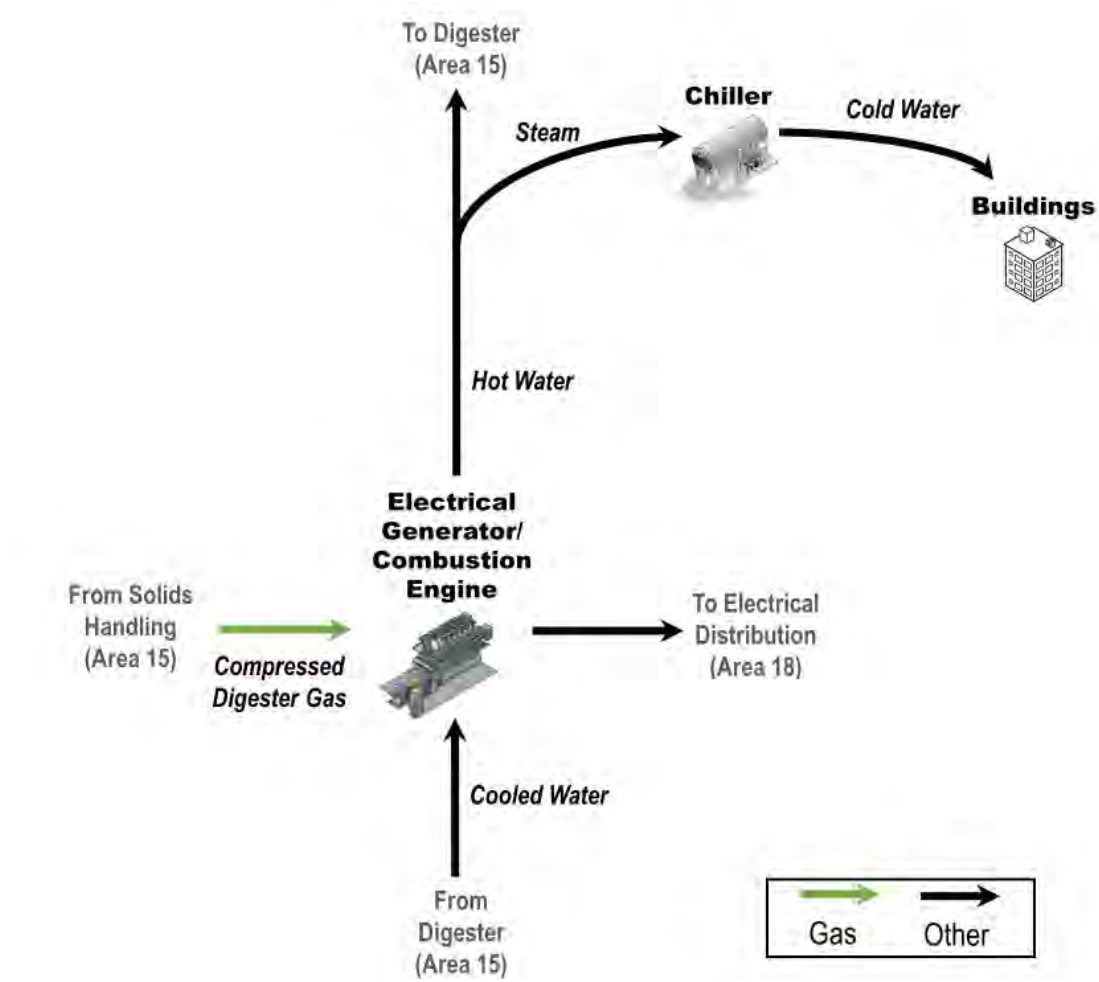 To Digester
(Area 15)
Chiller
Cold Water
Steam
Buildings
Hot Water
Electrical
Generator/
Combustion
Engine
From Solids
Handling
(Area 15)
Compressed
Digester Gas
To Electrical
Distribution
(Area 18)
Cooled Water
From
Digester
(Area 15)
Gas
Other